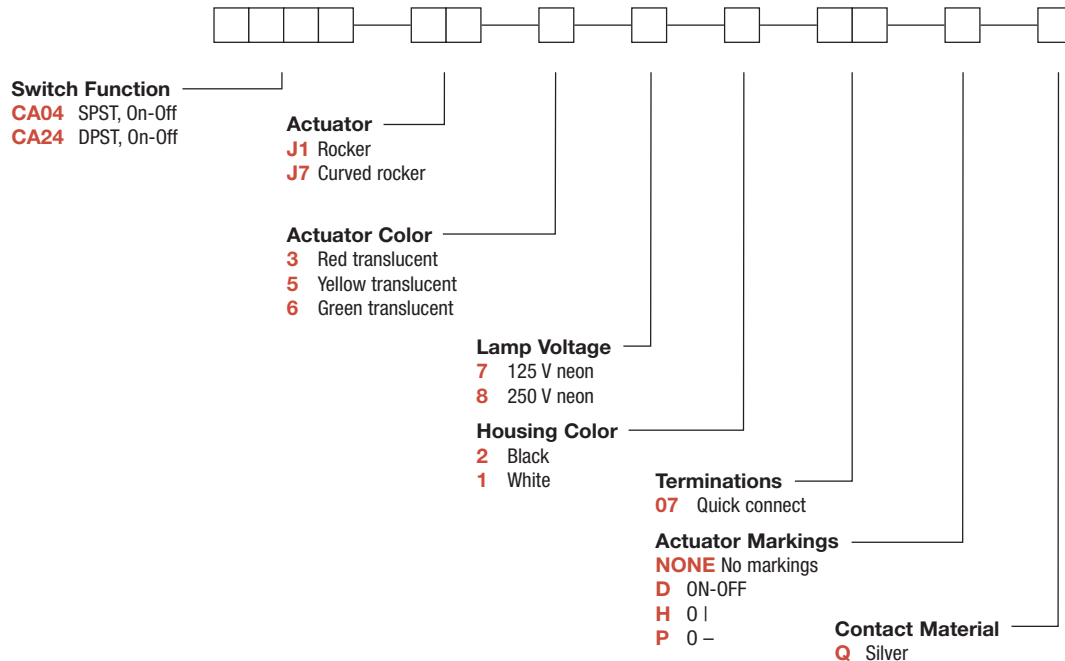 Switch Function
CA04 SPST, On-Off
CA24 DPST, On-Off
Actuator
J1 Rocker
J7 Curved rocker
Actuator Color
3 Red translucent
5 Yellow translucent
6 Green translucent
Lamp Voltage
7 125 V neon
8 250 V neon
Housing Color
2 Black
1 White
Terminations
07 Quick connect
Actuator Markings
NONE No markings
D ON-OFF
H O |
P O –
Contact Material
Q Silver